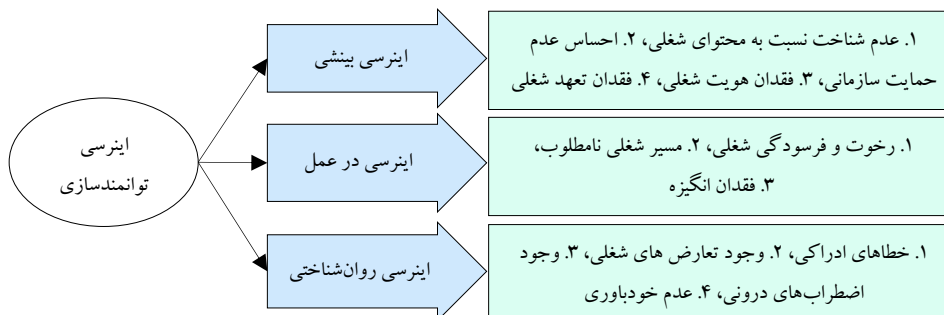 اینرسی
توانمندسازی
اینرسی بینشی
۱. عدم شناخت نسبت به محتوای شغلی، ۲. احساس عدم
حمایت سازمانی، ۳. فقدان هویت شغلی، ۴. فقدان تعهد شغلی
اینرسی در عمل
۱. رخوت و فرسودگی شغلی، ۲. مسیر شغلی نامطلوب،
۳. فقدان انگیزه
اینرسی روان‌شناختی
۱. خطاهای ادراکی، ۲. وجود تعارض های شغلی، ۳. وجود
اضطراب‌های درونی، ۴. عدم خودباوری